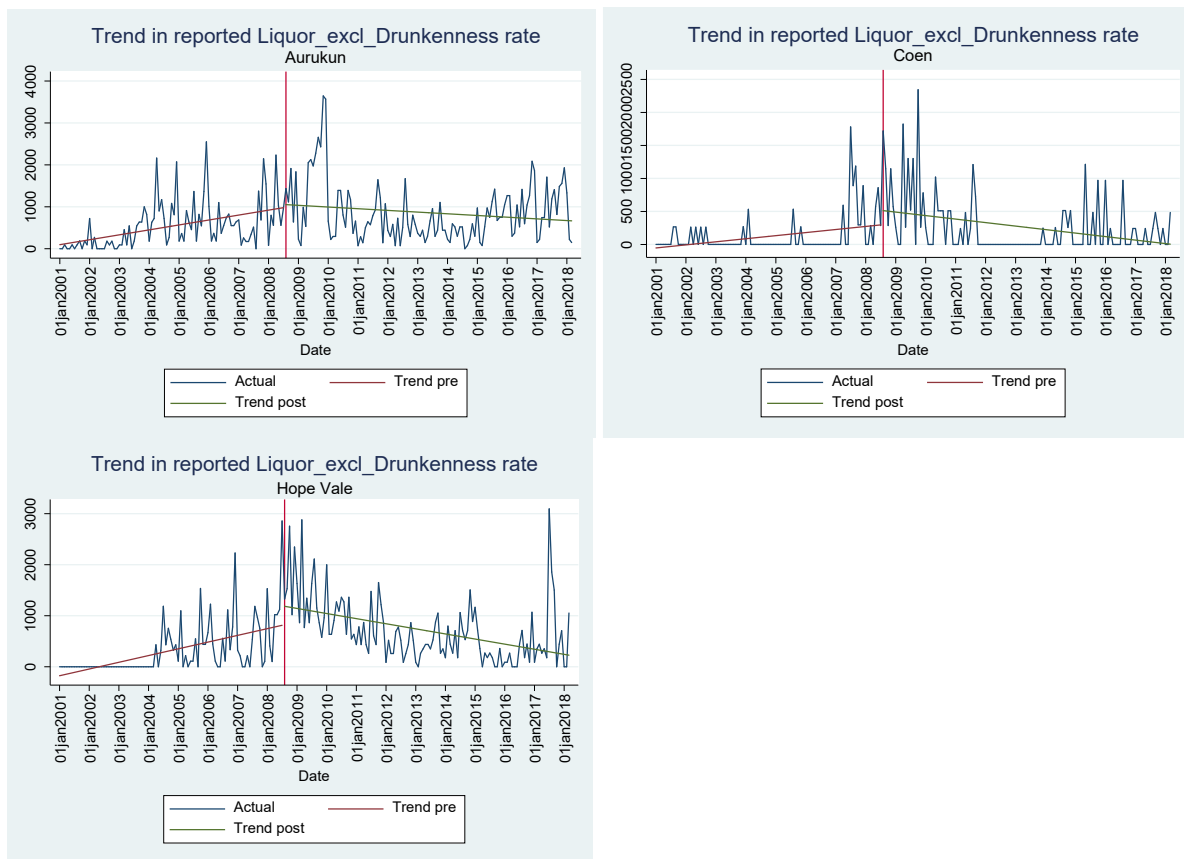 Trend in reported Liquor_excl_Drunkenness rate
Aurukun
4000
3000
2000
1000
0
01jan2001
01jan2002
01jan2003
01jan2004
01jan2005
01jan2006
01jan2007
01jan2008
01jan2009
01jan2010
01jan2011
01jan2012
01jan2013
01jan2014
01jan2015
01jan2016
01jan2017
01jan2018
Date
Actual Trend pre
Trend post
Trend in reported Liquor_excl_Drunkenness rate
Coen
2500
2000
1500
1000
500
0
01jan2001
01jan2002
01jan2003
01jan2004
01jan2005
01jan2006
01jan2007
01jan2008
01jan2009
01jan2010
01jan2011
01jan2012
01jan2013
01jan2014
01jan2015
01jan2016
01jan2017
01jan2018
Date
Actual Trend pre
Trend post
Trend in reported Liquor_excl_Drunkenness rate
Hope Vale
3000
2000
1000
0
01jan2001
01jan2002
01jan2003
01jan2004
01jan2005
01jan2006
01jan2007
01jan2008
01jan2009
01jan2010
01jan2011
01jan2012
01jan2013
01jan2014
01jan2015
01jan2016
01jan2017
01jan2018
Date
Actual Trend pre
Trend post